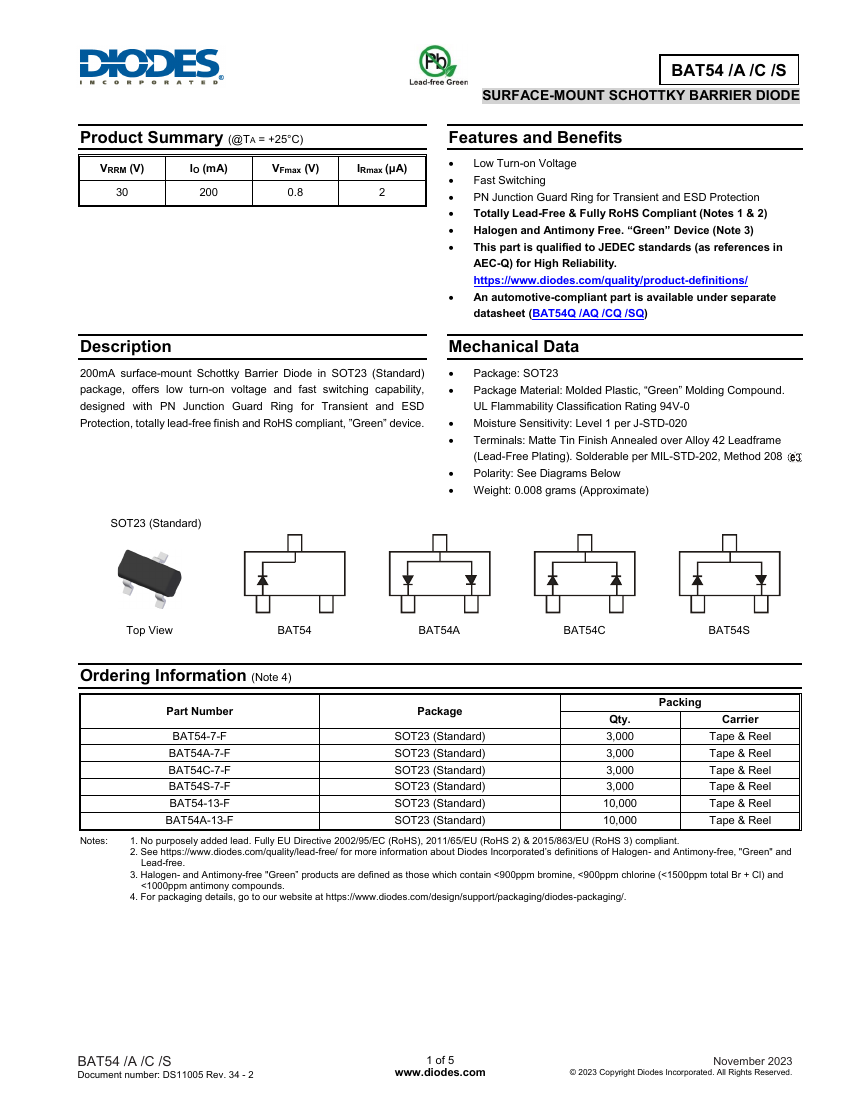 DIODES®
INCORPORATED
Pb
Lead-free Green
BAT54 /A /C /S
SURFACE-MOUNT SCHOTTKY BARRIER DIODE
Product Summary (@TA = +25°C)
VRRM (V) IO (mA) VFmax (V) IRmax (µA)
30 200 0.8 2
Features and Benefits
• Low Turn-on Voltage
• Fast Switching
• PN Junction Guard Ring for Transient and ESD Protection
• Totally Lead-Free & Fully RoHS Compliant (Notes 1 & 2)
• Halogen and Antimony Free. “Green” Device (Note 3)
• This part is qualified to JEDEC standards (as references in
AEC-Q) for High Reliability.
https://www.diodes.com/quality/product-definitions/
• An automotive-compliant part is available under separate
datasheet (BAT54Q /AQ /CQ /SQ)
Description
200mA surface-mount Schottky Barrier Diode in SOT23 (Standard)
package, offers low turn-on voltage and fast switching capability,
designed with PN Junction Guard Ring for Transient and ESD
Protection, totally lead-free finish and RoHS compliant, ”Green” device.
Mechanical Data
• Package: SOT23
• Package Material: Molded Plastic, “Green” Molding Compound.
UL Flammability Classification Rating 94V-0
• Moisture Sensitivity: Level 1 per J-STD-020
• Terminals: Matte Tin Finish Annealed over Alloy 42 Leadframe
(Lead-Free Plating). Solderable per MIL-STD-202, Method 208 e3
• Polarity: See Diagrams Below
• Weight: 0.008 grams (Approximate)
SOT23 (Standard)
Top View BAT54 BAT54A BAT54C BAT54S
Ordering Information (Note 4)
Part Number Package Packing
Qty. Carrier
BAT54-7-F SOT23 (Standard) 3,000 Tape & Reel
BAT54A-7-F SOT23 (Standard) 3,000 Tape & Reel
BAT54C-7-F SOT23 (Standard) 3,000 Tape & Reel
BAT54S-7-F SOT23 (Standard) 3,000 Tape & Reel
BAT54-13-F SOT23 (Standard) 10,000 Tape & Reel
BAT54A-13-F SOT23 (Standard) 10,000 Tape & Reel
Notes: 1. No purposely added lead. Fully EU Directive 2002/95/EC (RoHS), 2011/65/EU (RoHS 2) & 2015/863/EU (RoHS 3) compliant.
2. See https://www.diodes.com/quality/lead-free/ for more information about Diodes Incorporated’s definitions of Halogen- and Antimony-free, "Green" and
Lead-free.
3. Halogen- and Antimony-free "Green” products are defined as those which contain <900ppm bromine, <900ppm chlorine (<1500ppm total Br + Cl) and
<1000ppm antimony compounds.
4. For packaging details, go to our website at https://www.diodes.com/design/support/packaging/diodes-packaging/.
BAT54 /A /C /S
Document number: DS11005 Rev. 34 - 2
1 of 5
www.diodes.com
November 2023
© 2023 Copyright Diodes Incorporated. All Rights Reserved.